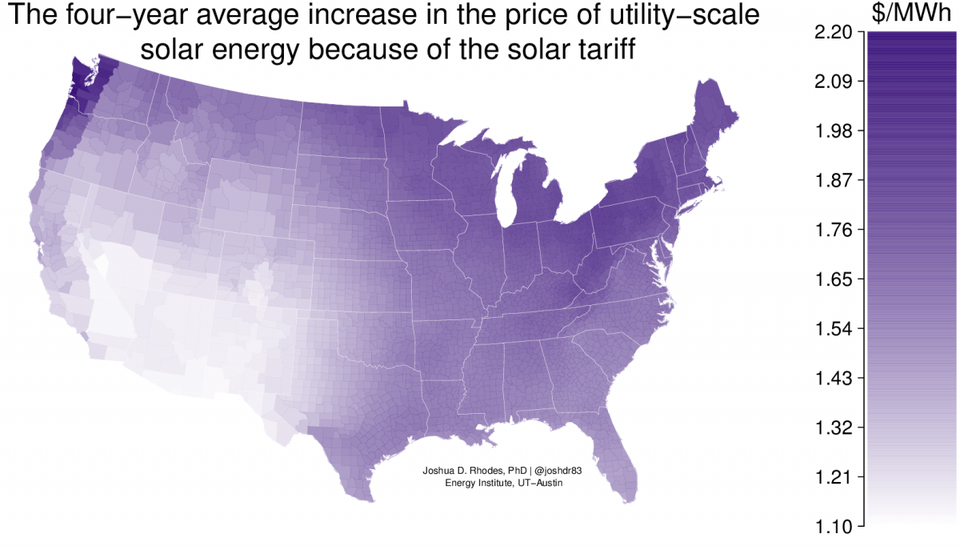 The four−year average increase in the price of utility−scale
solar energy because of the solar tariff
$/MWh
2.20
2.09
1.98
1.87
1.76
1.65
1.54
1.43
1.32
1.21
1.10
Joshua D. Rhodes, PhD | @joshdr83
Energy Institute, UT−Austin